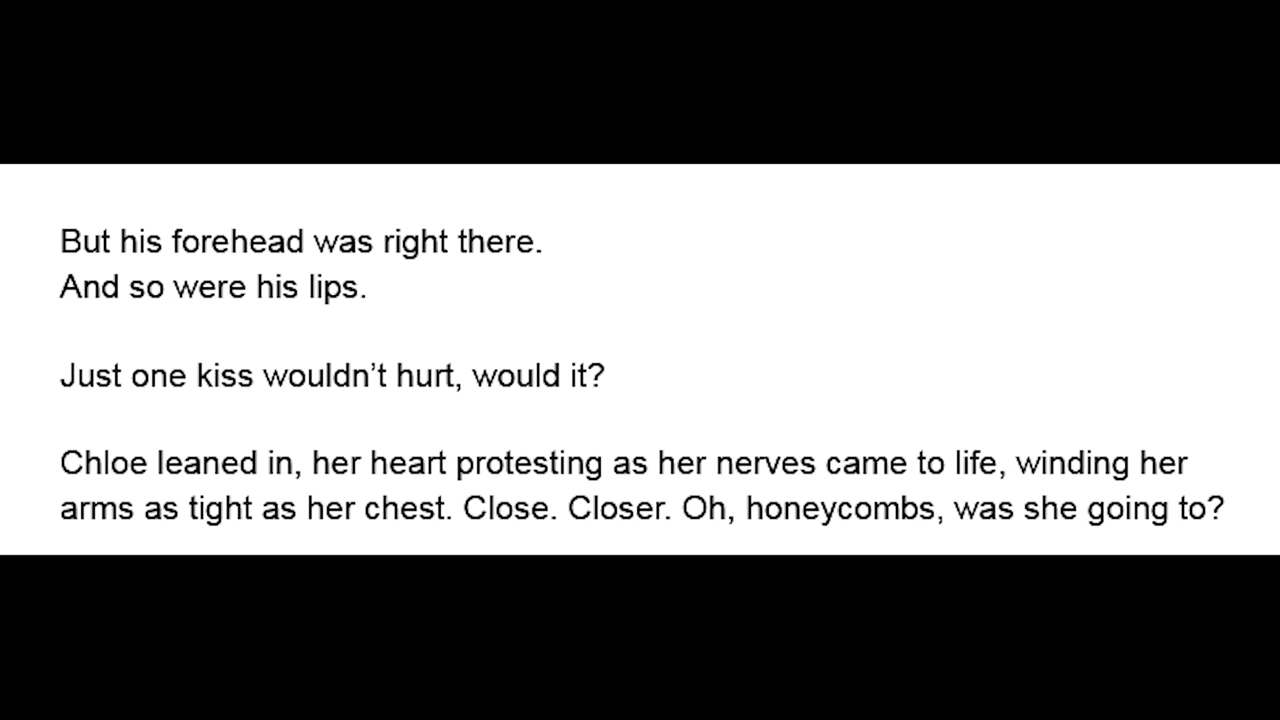 But his forehead was right there.
And so were his lips.
Just one kiss wouldn’t hurt, would it?
Chloe leaned in, her heart protesting as her nerves came to life, winding her
arms as tight as her chest. Close. Closer. Oh, honeycombs, was she going to?